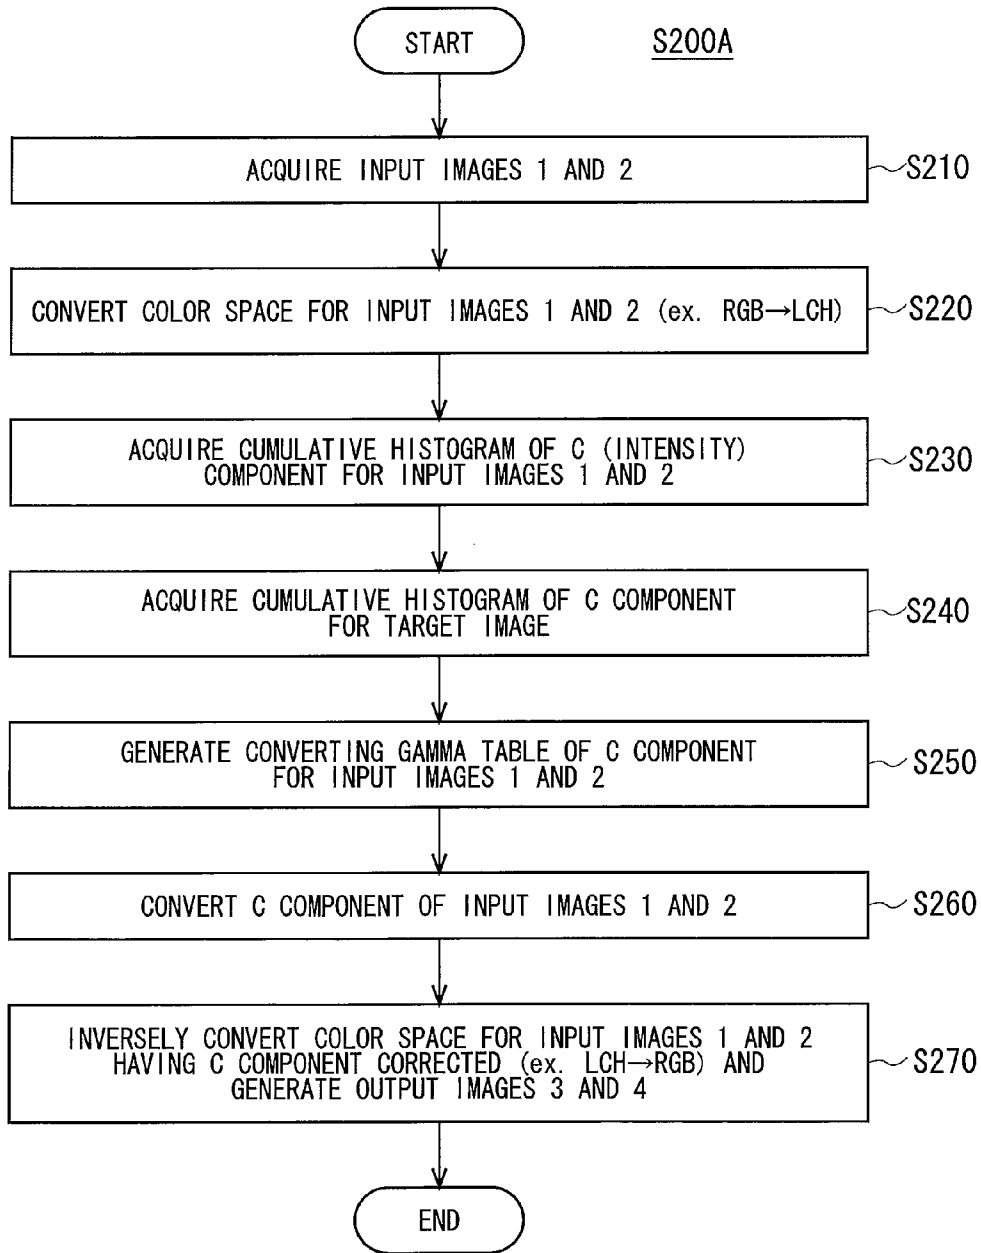 START
S200A
ACQUIRE INPUT IMAGES 1 AND 2
S210
CONVERT COLOR SPACE FOR INPUT IMAGES 1 AND 2 (ex. RGB→LCH)
S220
ACQUIRE CUMULATIVE HISTOGRAM OF C (INTENSITY)
COMPONENT FOR INPUT IMAGES 1 AND 2
S230
ACQUIRE CUMULATIVE HISTOGRAM OF C COMPONENT
FOR TARGET IMAGE
S240
GENERATE CONVERTING GAMMA TABLE OF C COMPONENT
FOR INPUT IMAGES 1 AND 2
S250
CONVERT C COMPONENT OF INPUT IMAGES 1 AND 2
S260
INVERSELY CONVERT COLOR SPACE FOR INPUT IMAGES 1 AND 2
HAVING C COMPONENT CORRECTED (ex. LCH→RGB) AND
GENERATE OUTPUT IMAGES 3 AND 4
S270
END